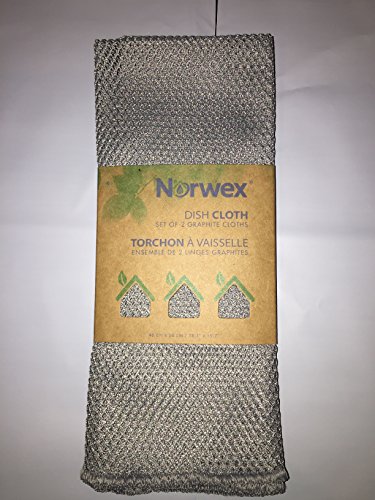 Norwex®
DISH CLOTH
SET OF 2 GRAPHITE CLOTHS
TORCHON À VAISSELLE
ENSEMBLE DE 2 LINGES GRAPHITES